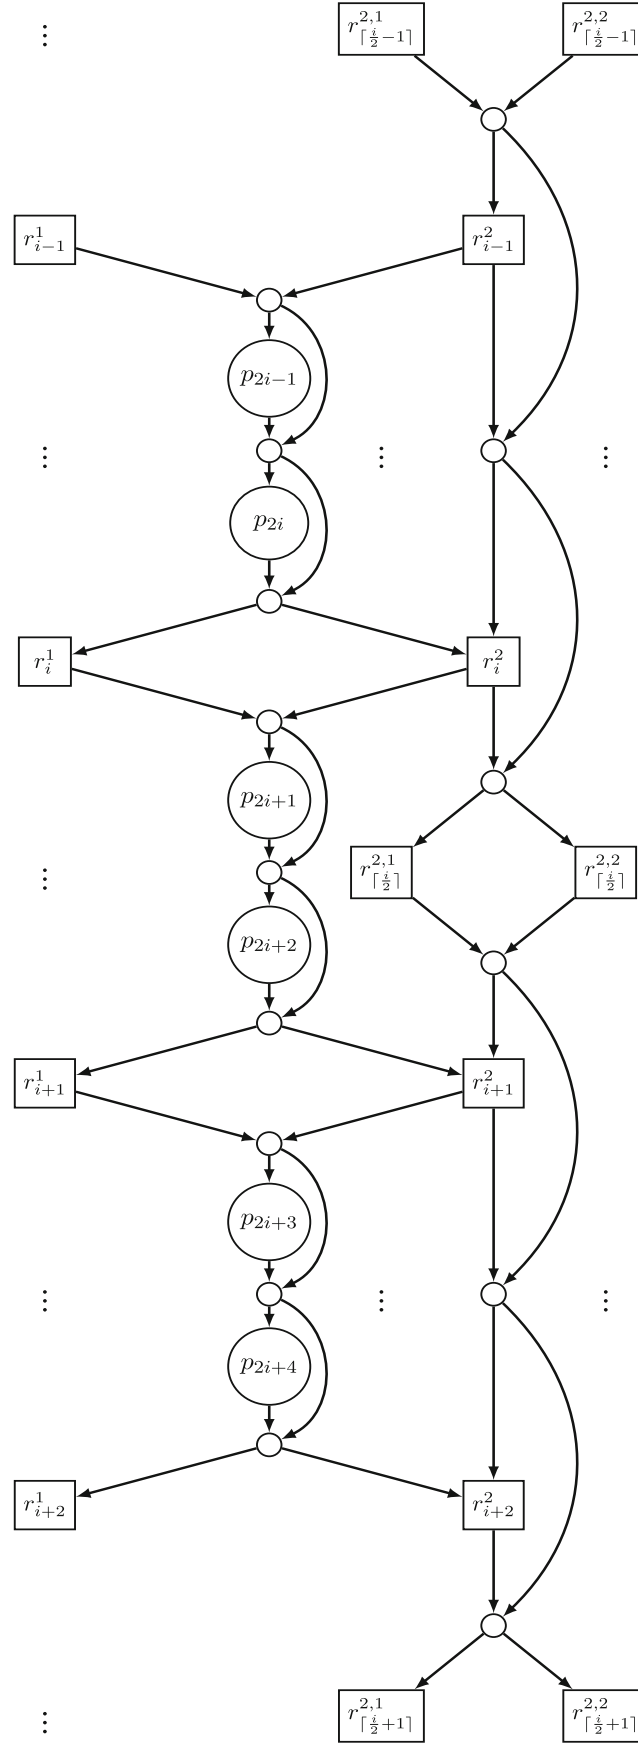 ⋮ r^{2,1}_{⌈i/2−1⌉} r^{2,2}_{⌈i/2−1⌉}
r^1_{i−1} r^2_{i−1}
p_{2i−1}
⋮ ⋮ ⋮
p_{2i}
r^1_i r^2_i
p_{2i+1}
⋮ r^{2,1}_{⌈i/2⌉} r^{2,2}_{⌈i/2⌉}
p_{2i+2}
r^1_{i+1} r^2_{i+1}
p_{2i+3}
⋮ ⋮ ⋮
p_{2i+4}
r^1_{i+2} r^2_{i+2}
⋮ r^{2,1}_{⌈i/2+1⌉} r^{2,2}_{⌈i/2+1⌉}